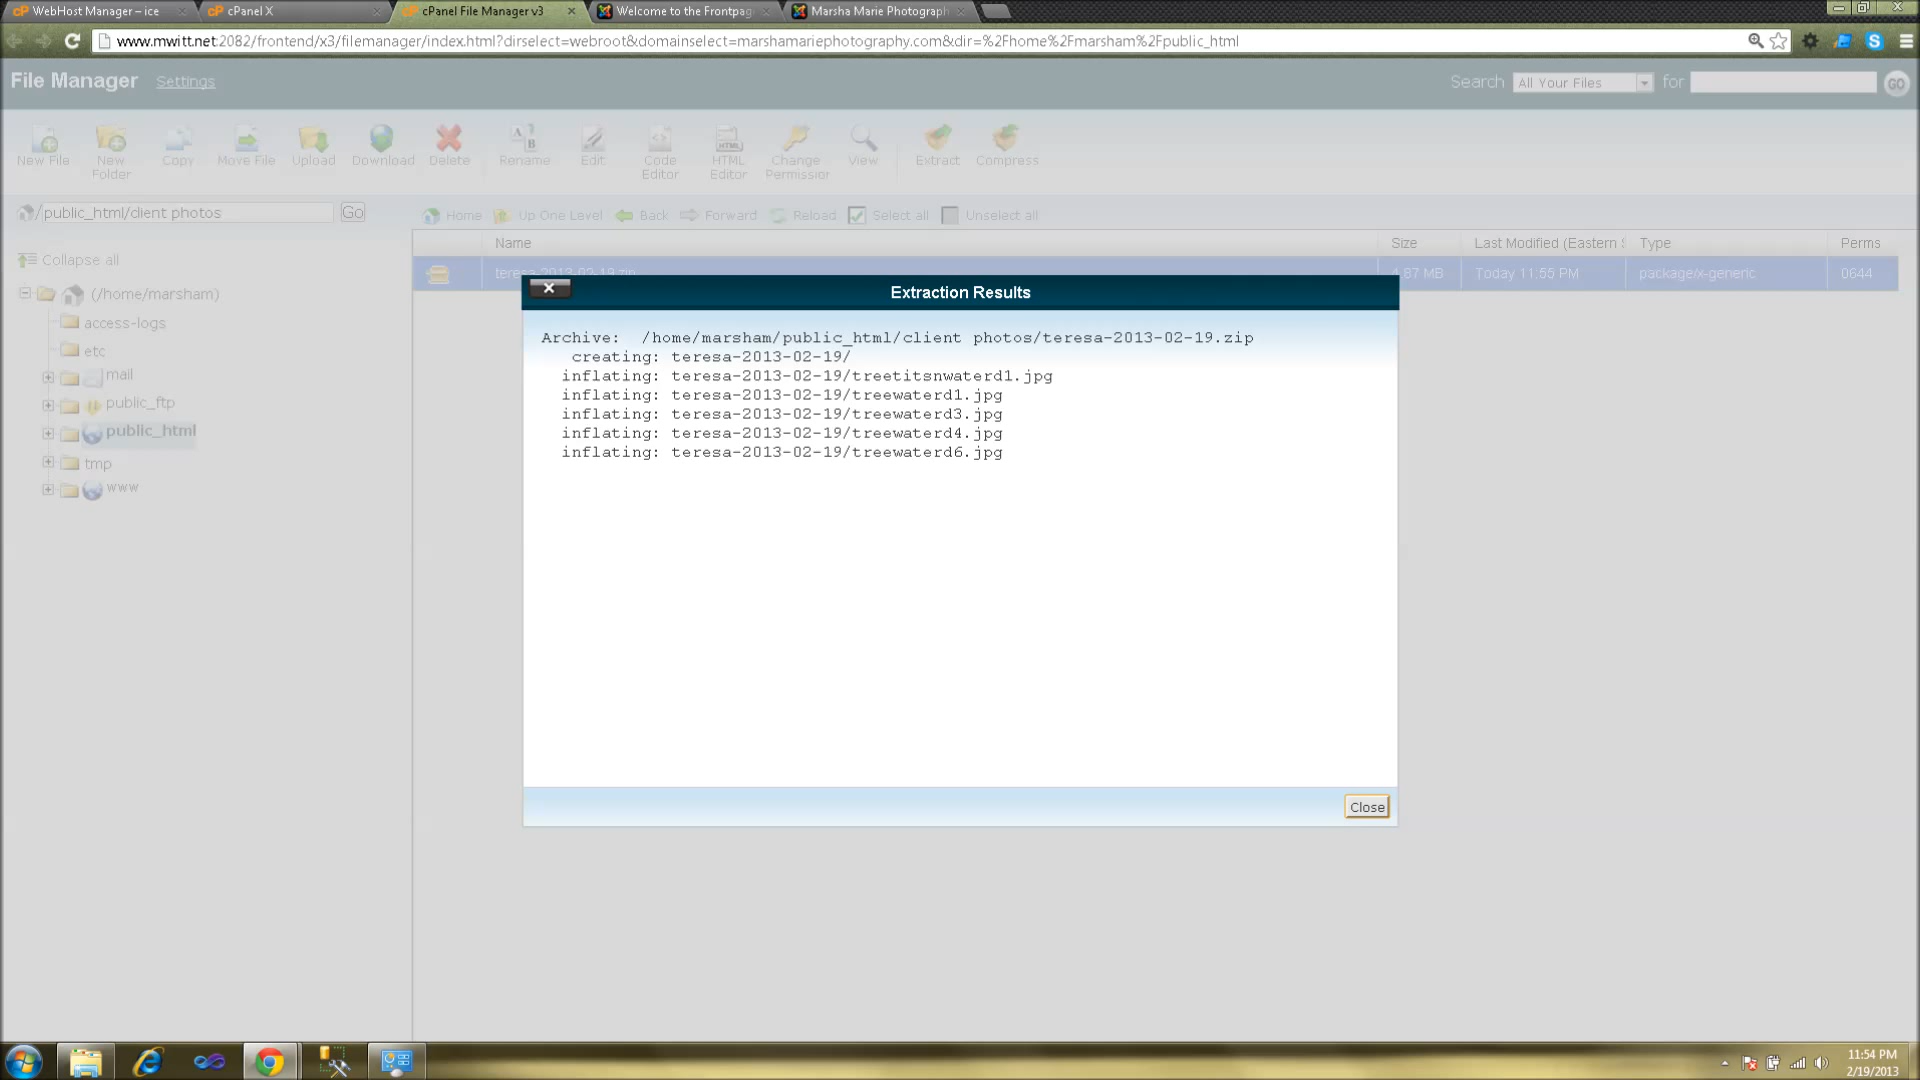 WebHost Manager – ice
cPanel X
cPanel File Manager v3
Welcome to the Frontpag
Marsha Marie Photograph
www.mwitt.net:2082/frontend/x3/filemanager/index.html?dirselect=webroot&domainselect=marshamariephotography.com&dir=%2Fhome%2Fmarsham%2Fpublic_html
File Manager Settings
Search All Your Files for GO
New File
New Folder
Copy
Move File
Upload
Download
Delete
Rename
Edit
Code Editor
HTML Editor
Change Permission
View
Extract
Compress
/public_html/client photos Go
Home Up One Level Back Forward Reload Select all Unselect all
Name Size Last Modified (Eastern S Type Perms
teresa-2013-02-19.zip 4.87 MB Today 11:55 PM package/x-generic 0644
Collapse all
(/home/marsham)
access-logs
etc
mail
public_ftp
public_html
tmp
www
Extraction Results
Archive: /home/marsham/public_html/client photos/teresa-2013-02-19.zip
creating: teresa-2013-02-19/
inflating: teresa-2013-02-19/treetitsnwaterd1.jpg
inflating: teresa-2013-02-19/treewaterd1.jpg
inflating: teresa-2013-02-19/treewaterd3.jpg
inflating: teresa-2013-02-19/treewaterd4.jpg
inflating: teresa-2013-02-19/treewaterd6.jpg
Close
11:54 PM
2/19/2013